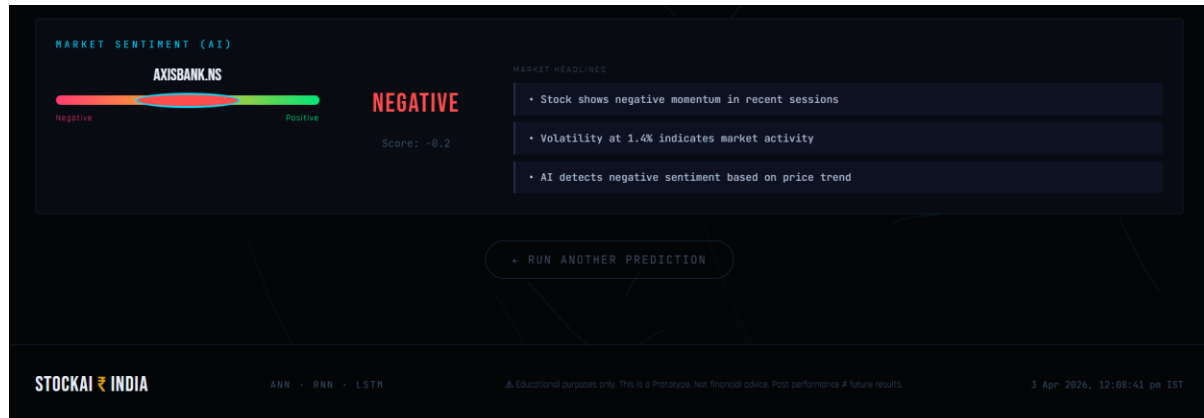 MARKET SENTIMENT (AI)
AXISBANK.NS
Negative
Positive
NEGATIVE
Score: -0.2
MARKET HEADLINES
• Stock shows negative momentum in recent sessions
• Volatility at 1.4% indicates market activity
• AI detects negative sentiment based on price trend
← RUN ANOTHER PREDICTION
STOCKAI ₹ INDIA
ANN · RNN · LSTM
⚠ Educational purposes only. This is a Prototype. Not financial advice. Past performance ≠ future results.
3 Apr 2026, 12:08:41 pm IST